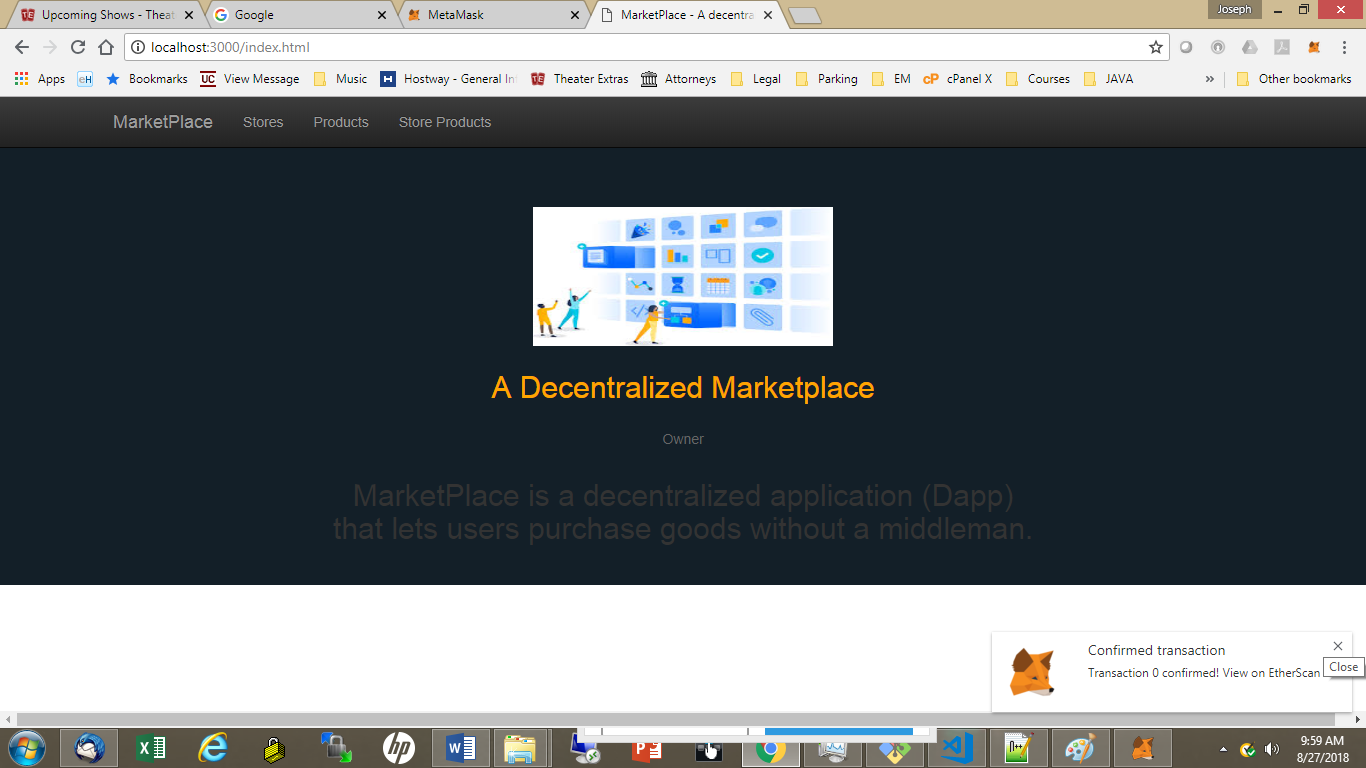 Upcoming Shows - Theat
Google
MetaMask
MarketPlace - A decentra
Joseph
localhost:3000/index.html
Apps
eH
Bookmarks
UC
View Message
Music
H
Hostway - General In
TE
Theater Extras
Attorneys
Legal
Parking
EM
cP
cPanel X
Courses
JAVA
»
Other bookmarks
MarketPlace
Stores
Products
Store Products
A Decentralized Marketplace
Owner
MarketPlace is a decentralized application (Dapp)
that lets users purchase goods without a middleman.
Confirmed transaction
Transaction 0 confirmed! View on EtherScan
Close
9:59 AM
8/27/2018